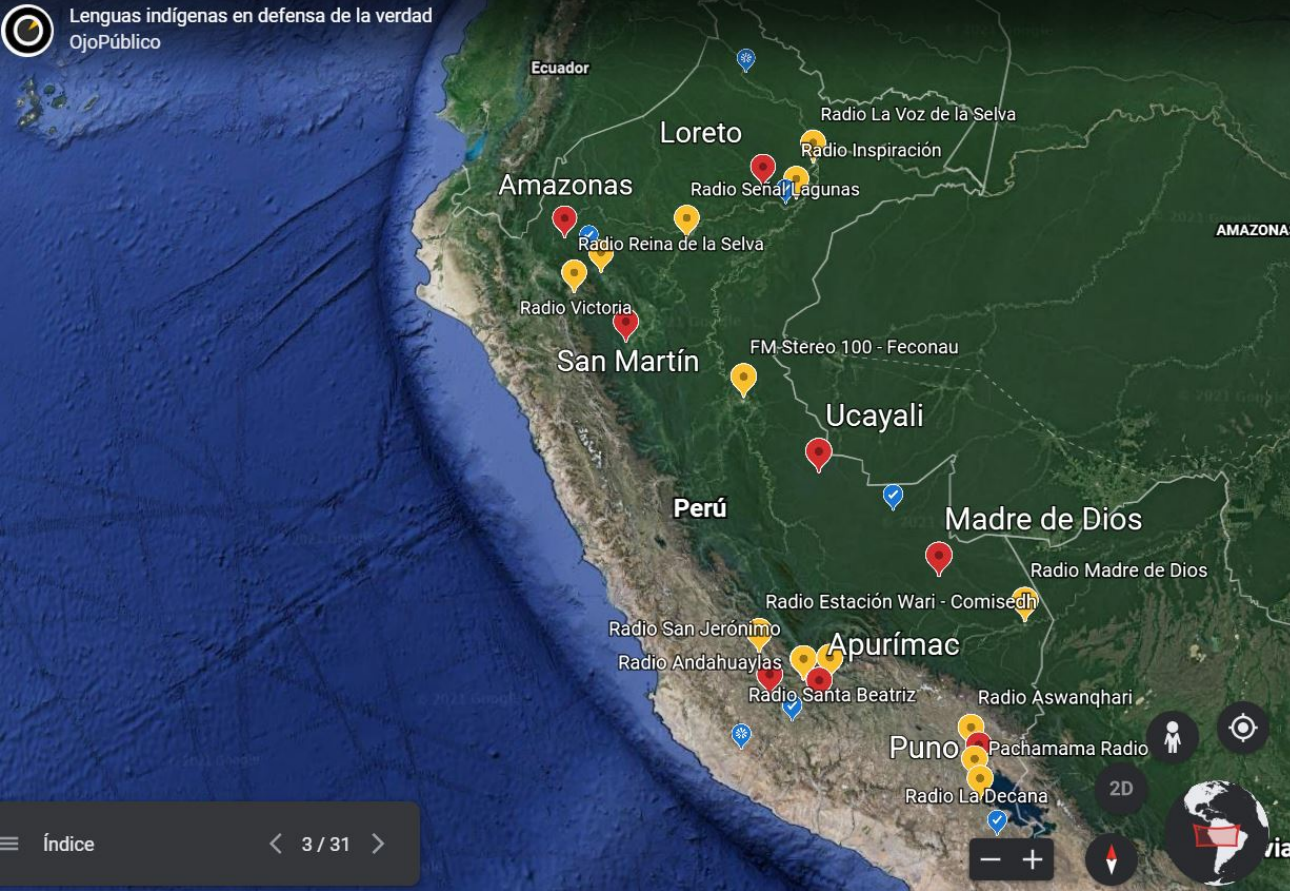 Lenguas indígenas en defensa de la verdad
OjoPúblico
Ecuador
Radio La Voz de la Selva
Loreto
Radio Inspiración
Amazonas
Radio Señal Lagunas
AMAZONAS
Radio Reina de la Selva
Radio Victoria
San Martín
FM Stereo 100 - Feconau
Ucayali
Perú
Madre de Dios
Radio Madre de Dios
Radio Estación Wari - Comisedh
Radio San Jerónimo
Apurímac
Radio Andahuaylas
Radio Santa Beatriz
Radio Aswanqhari
Puno
Pachamama Radio
2D
Radio La Decana
Índice
3 / 31
via